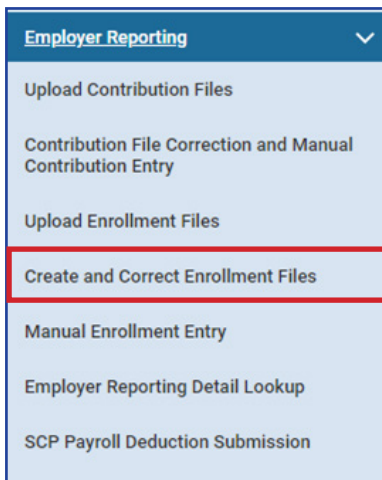 Employer Reporting
Upload Contribution Files
Contribution File Correction and Manual
Contribution Entry
Upload Enrollment Files
Create and Correct Enrollment Files
Manual Enrollment Entry
Employer Reporting Detail Lookup
SCP Payroll Deduction Submission